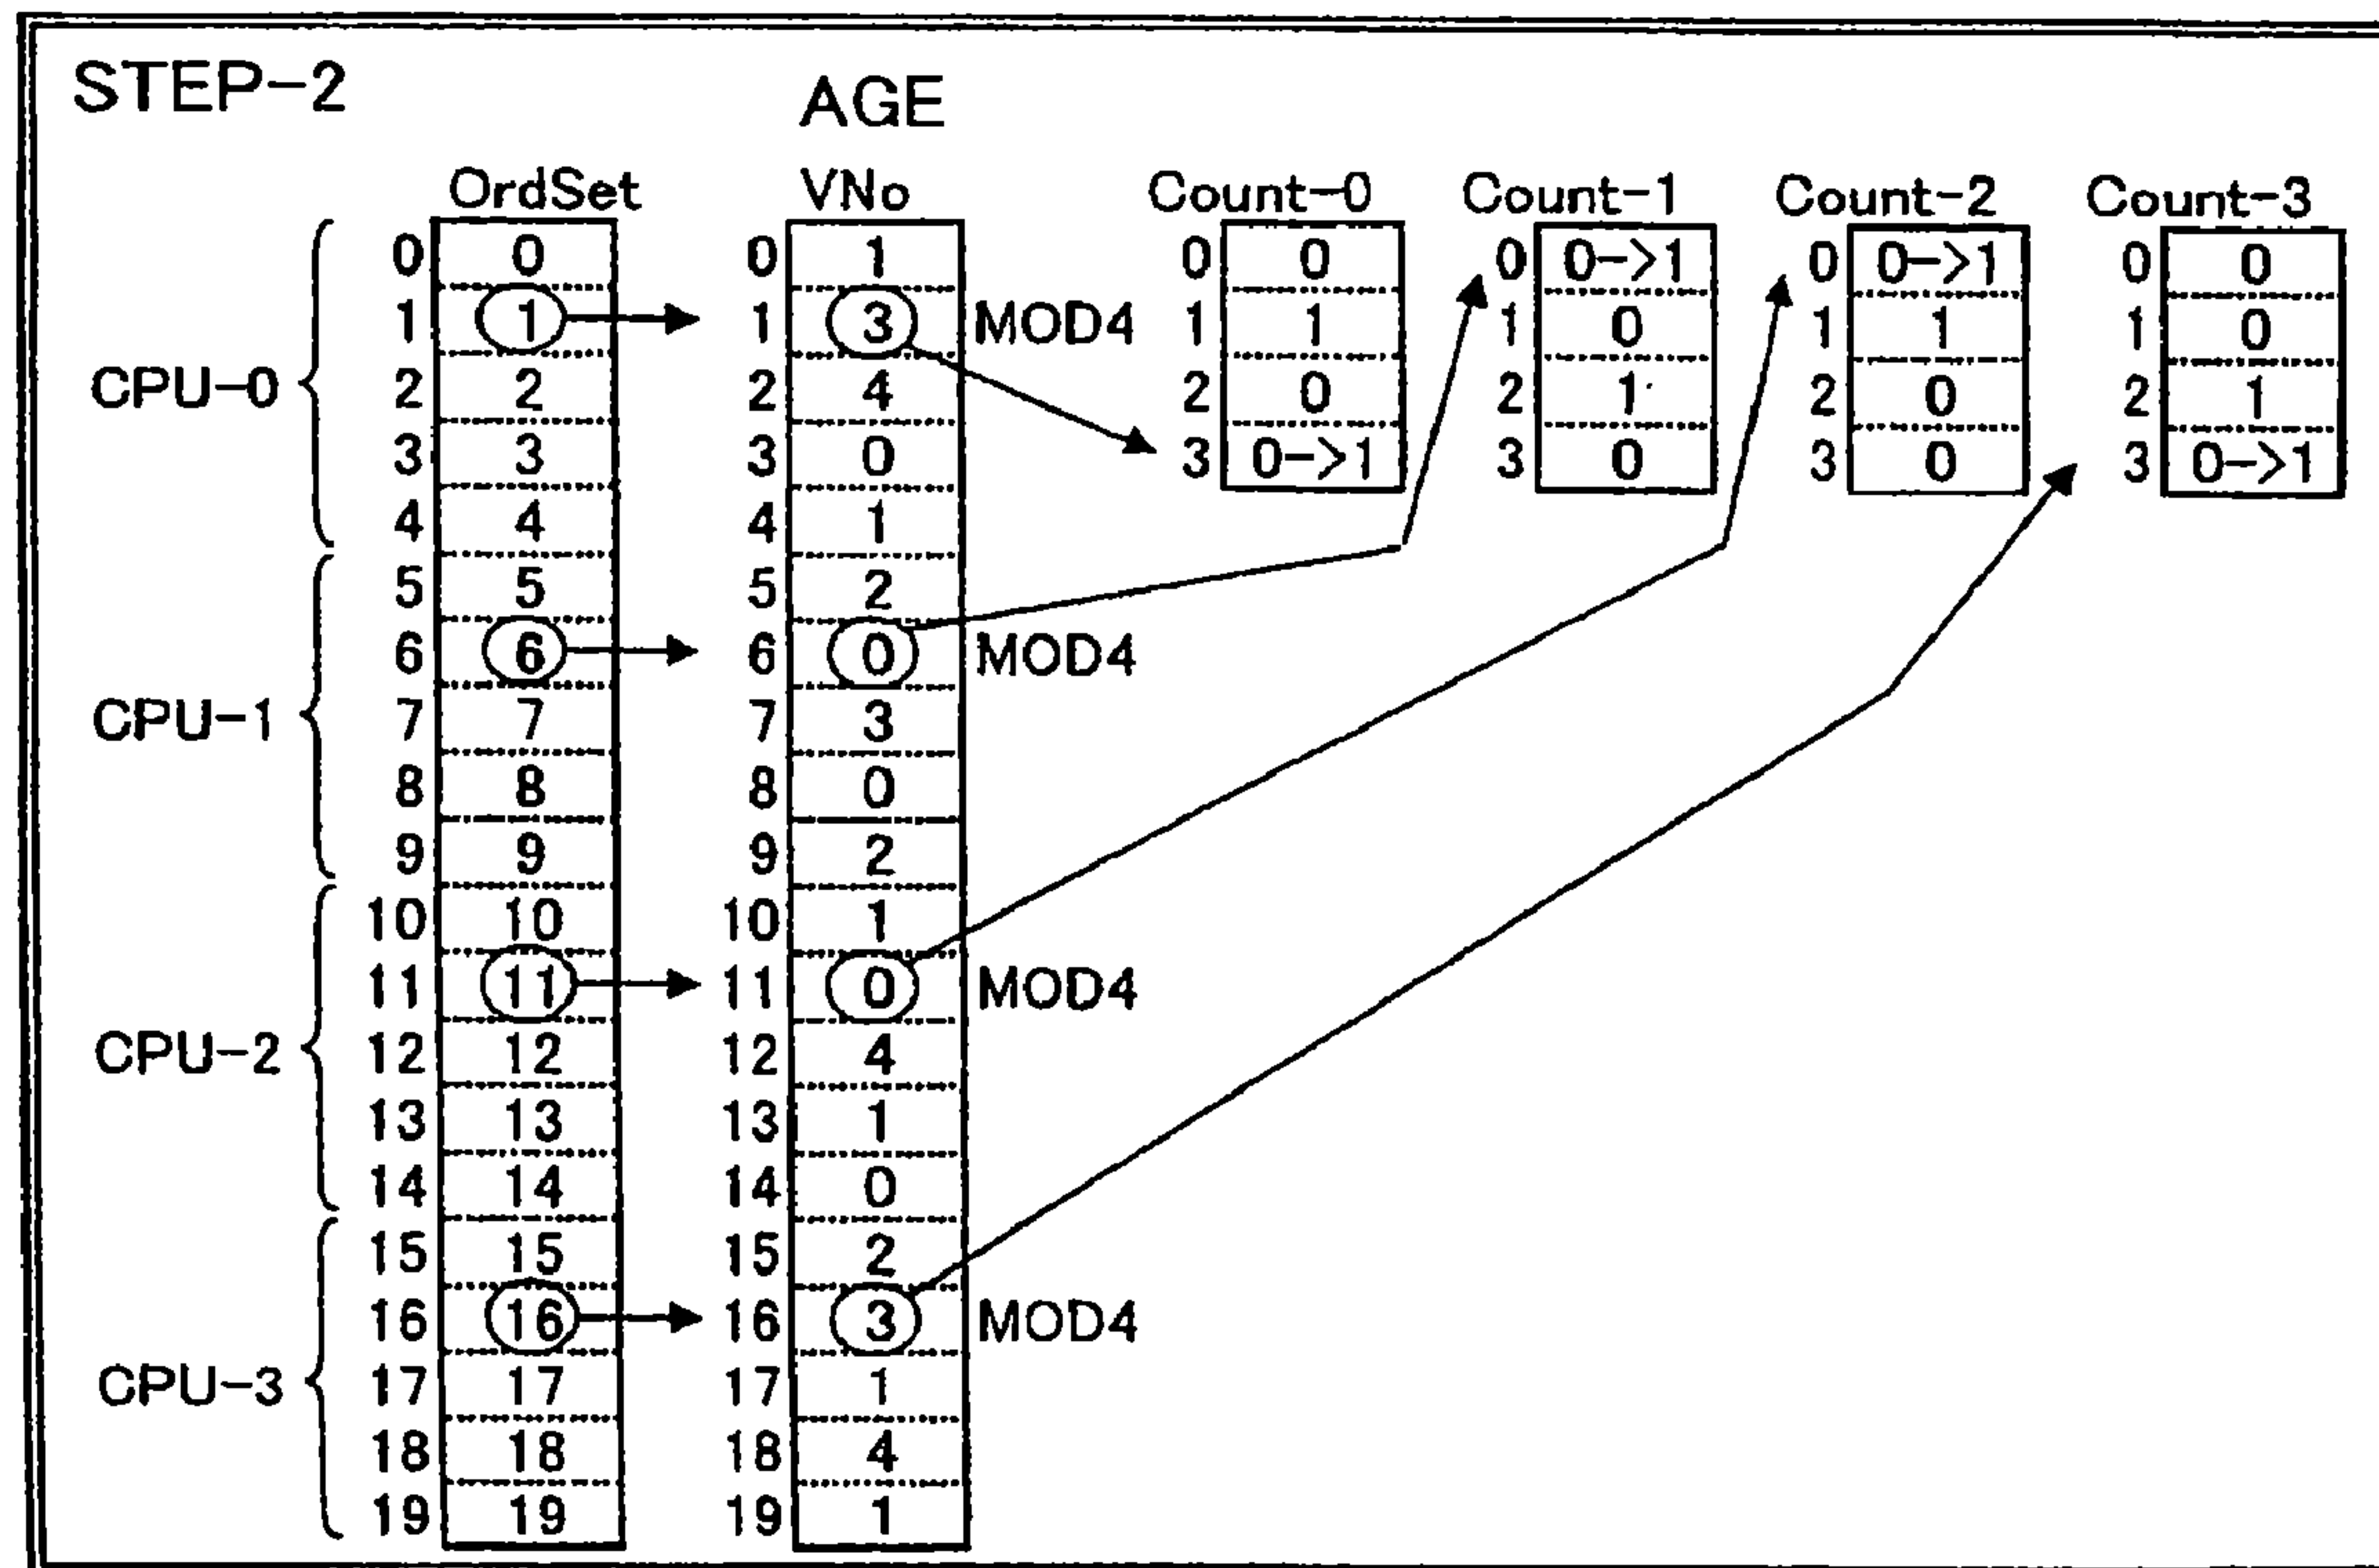 STEP-2
AGE
OrdSet VNo Count-0 Count-1 Count-2 Count-3
0 0 0 1 0 0 0 0->1 0 0->1 0 0
1 1 1 3 MOD4 1 1 1 0 1 1 1 0
CPU-0 2 2 2 4 2 0 2 1 2 0 2 1
3 3 3 0 3 0->1 3 0 3 0 3 0->1
4 4 4 1
5 5 5 2
6 6 6 0 MOD4
CPU-1 7 7 7 3
8 8 8 0
9 9 9 2
10 10 10 1
11 11 11 0 MOD4
CPU-2 12 12 12 4
13 13 13 1
14 14 14 0
15 15 15 2
16 16 16 3 MOD4
CPU-3 17 17 17 1
18 18 18 4
19 19 19 1